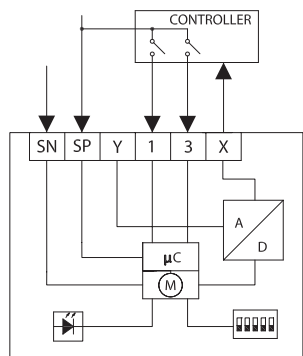 CONTROLLER
SN SP Y 1 3 X
A
D
μC
M